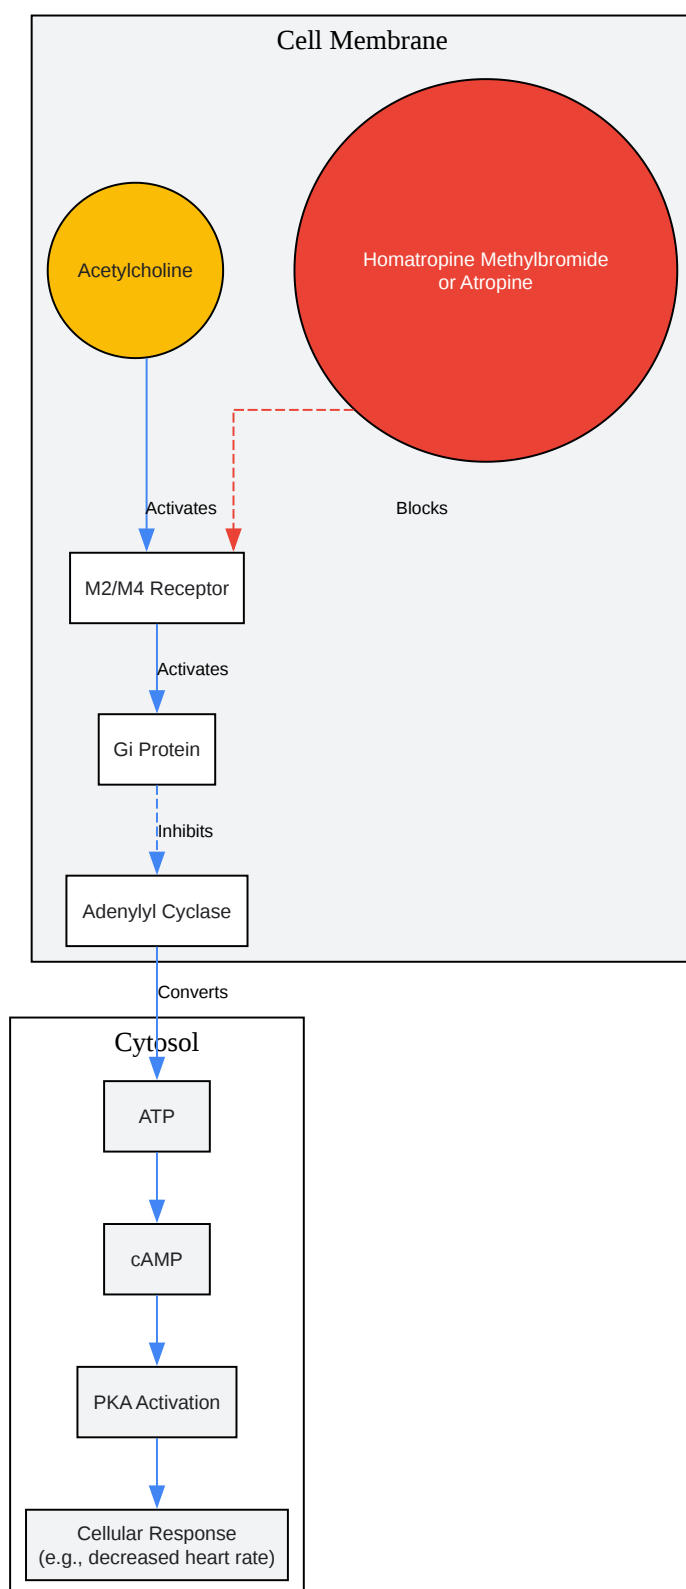 Cell Membrane
Acetylcholine
Homatropine Methylbromide
or Atropine
Activates
Blocks
M2/M4 Receptor
Activates
Gi Protein
Inhibits
Adenylyl Cyclase
Converts
Cytosol
ATP
cAMP
PKA Activation
Cellular Response
(e.g., decreased heart rate)